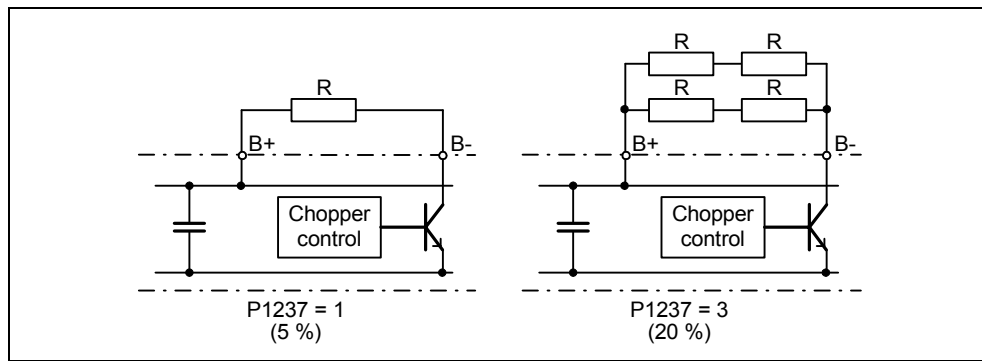 R
B+ B-
Chopper
control
P1237 = 1
(5 %)
R R
R R
B+ B-
Chopper
control
P1237 = 3
(20 %)